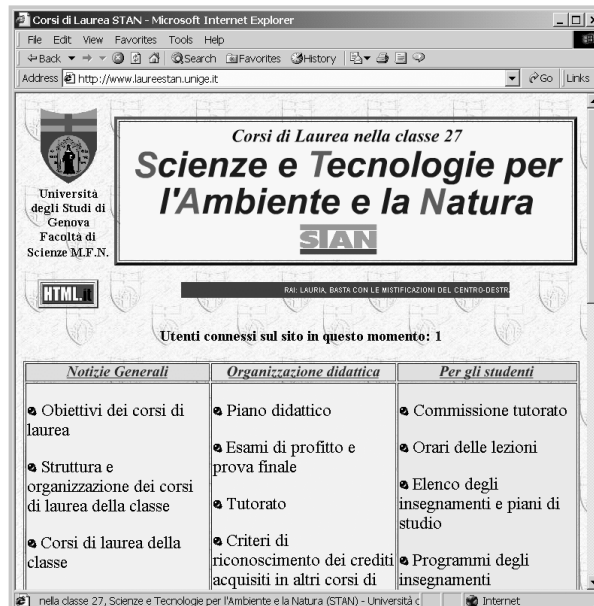 Corsi di Laurea STAN - Microsoft Internet Explorer
File Edit View Favorites Tools Help
Back Search Favorites History
Address http://www.laureestan.unige.it Go Links
Corsi di Laurea nella classe 27
Scienze e Tecnologie per
l'Ambiente e la Natura
STAN
Università
degli Studi di
Genova
Facoltà di
Scienze M.F.N.
HTML.it
RAI: LAURIA, BASTA CON LE MISTIFICAZIONI DEL CENTRO-DESTR
Utenti connessi sul sito in questo momento: 1
Notizie Generali
Obiettivi dei corsi di
laurea
Struttura e
organizzazione dei corsi
di laurea della classe
Corsi di laurea della
classe
Organizzazione didattica
Piano didattico
Esami di profitto e
prova finale
Tutorato
Criteri di
riconoscimento dei crediti
acquisiti in altri corsi di
Per gli studenti
Commissione tutorato
Orari delle lezioni
Elenco degli
insegnamenti e piani di
studio
Programmi degli
insegnamenti
nella classe 27, Scienze e Tecnologie per l'Ambiente e la Natura (STAN) - Università c
Internet